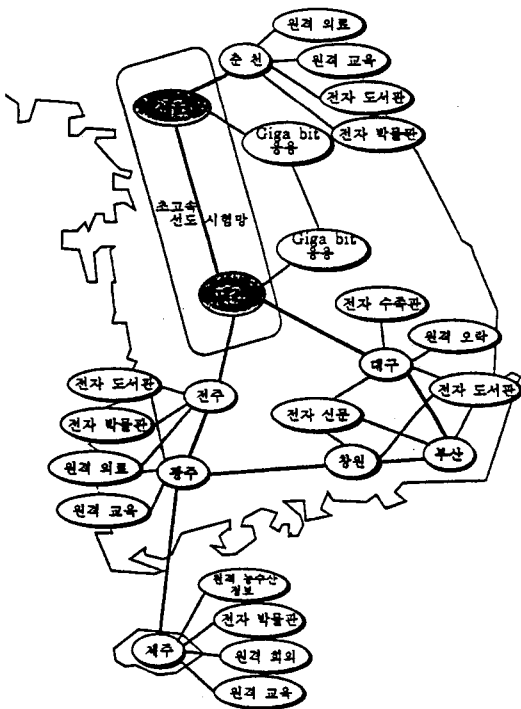 원격 의료
춘천
원격 교육
전자 도서관
전자 박물관
Giga bit
응용
초고속
선도 시험망
Giga bit
응용
전자 수족관
원격 오락
대구
전자 도서관
전자 도서관
전주
전자 신문
전자 박물관
창원
부산
원격 의료
광주
원격 교육
원격 농수산
정보
전자 박물관
제주
원격 회의
원격 교육